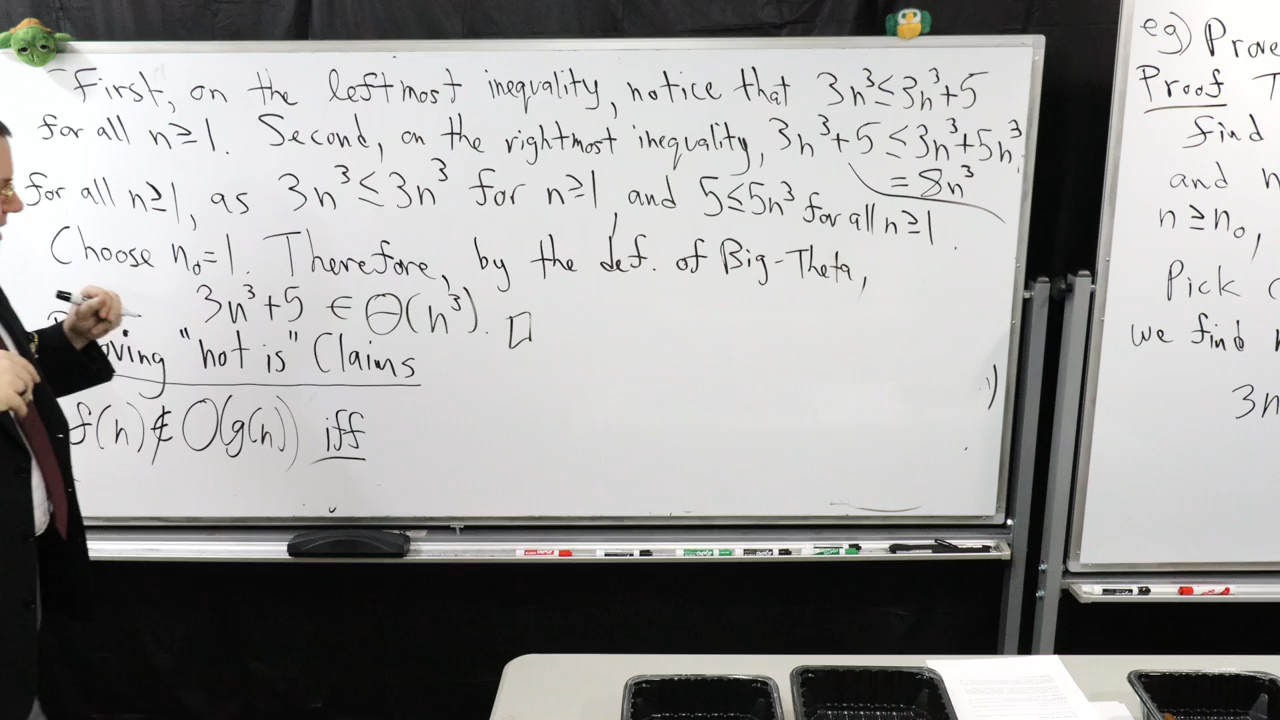 First, on the leftmost inequality, notice that 3n³≤3n³+5
for all n≥1. Second, on the rightmost inequality, 3n³+5≤3n³+5n³,
= 8n³
for all n≥1, as 3n³≤3n³ for n≥1, and 5≤5n³ for all n≥1.
Choose n₀=1. Therefore, by the def. of Big-Theta,
3n³+5 ∈ Θ(n³). □
oving "not is" Claims
f(n)∉O(g(n)) iff
eg) Prove
Proof T
find
and n
n≥n₀,
Pick
we find
3n